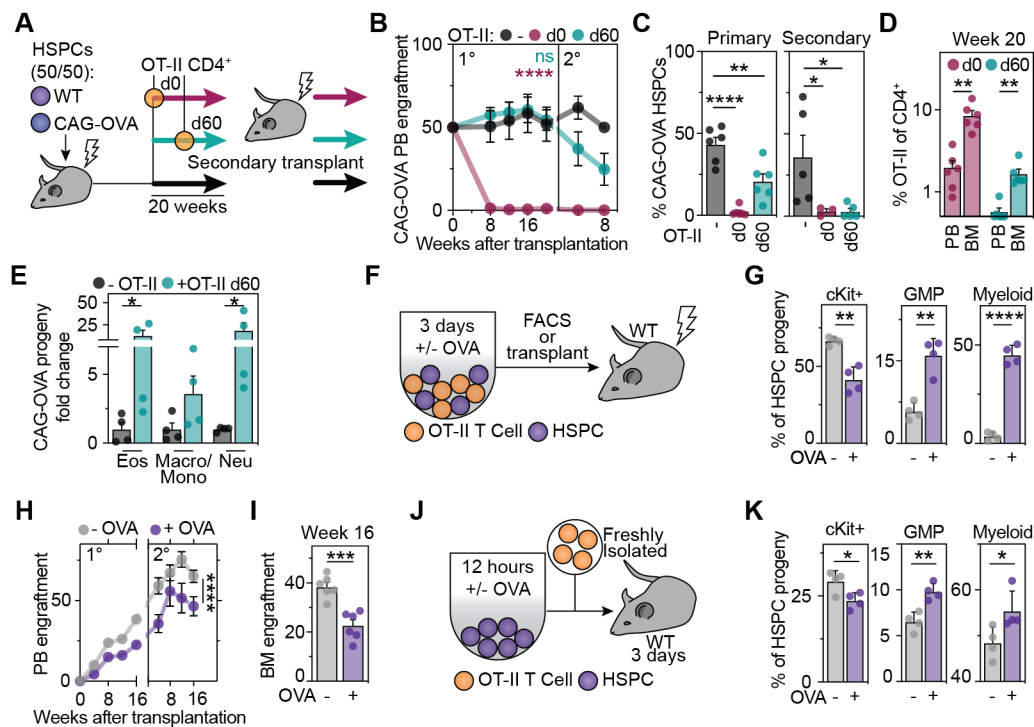 A
HSPCs
(50/50):
WT
CAG-OVA
OT-II CD4+
d0
d60
Secondary transplant
20 weeks
B
OT-II: - d0 d60
1°
ns
****
2°
CAG-OVA PB engraftment
100
50
0
0 8 16 0 8
Weeks after transplantation
C
Primary
Secondary
% CAG-OVA HSPCs
100
50
0
**
****
*
*
OT-II - d0 d60 - d0 d60
D
Week 20
d0 d60
** **
% OT-II of CD4+
10
1
PB BM PB BM
E
- OT-II +OT-II d60
CAG-OVA progeny
fold change
50
25
5
0
* *
Eos Macro/ Neu
Mono
F
3 days
+/- OVA
FACS
or
transplant
WT
OT-II T Cell HSPC
G
cKit+ GMP Myeloid
** ** ****
% of HSPC progeny
50
0
15
0
50
0
OVA - + - + - +
H
- OVA + OVA
1° 2°
****
PB engraftment
50
0
0 8 16 0 8 16
Weeks after transplantation
I
Week 16
***
BM engraftment
40
20
0
OVA - +
J
12 hours
+/- OVA
Freshly
Isolated
WT
3 days
OT-II T Cell HSPC
K
cKit+ GMP Myeloid
* ** *
% of HSPC progeny
40
20
0
15
10
5
0
60
40
OVA - + - + - +